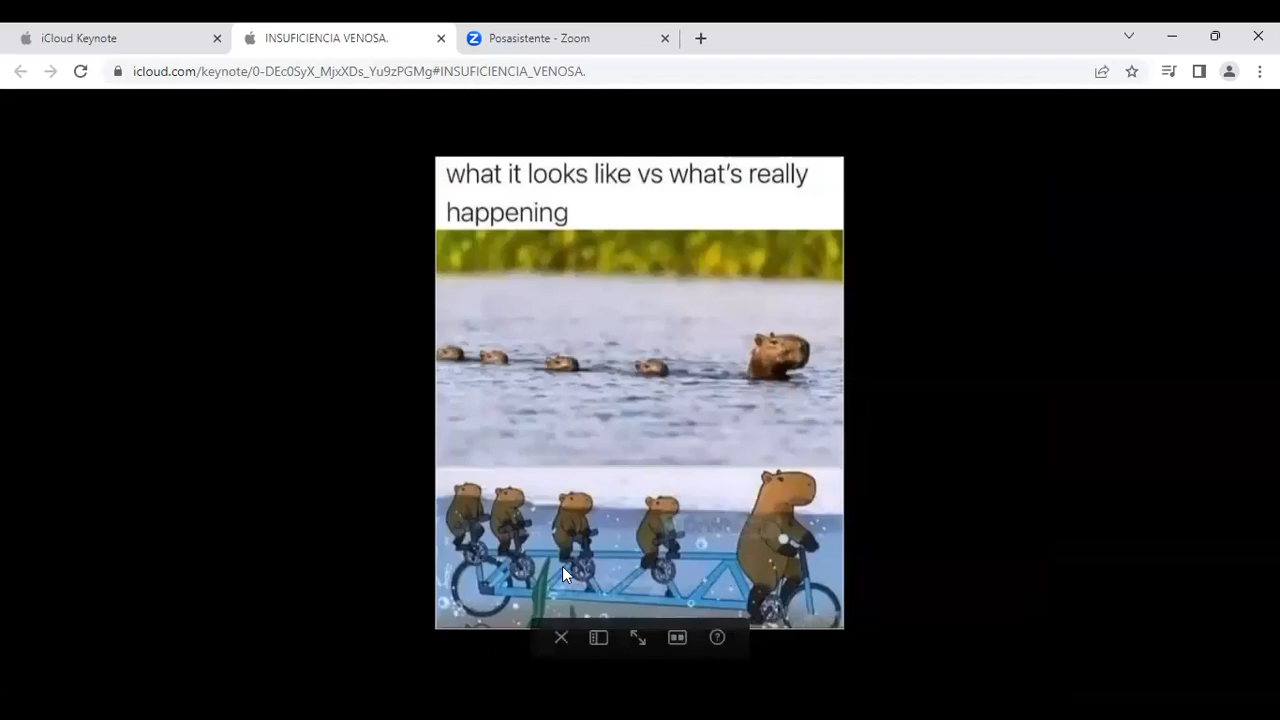 iCloud Keynote
INSUFICIENCIA VENOSA.
Posasistente - Zoom
icloud.com/keynote/0-DEc0SyX_MjxXDs_Yu9zPGMg#INSUFICIENCIA_VENOSA.
what it looks like vs what's really
happening